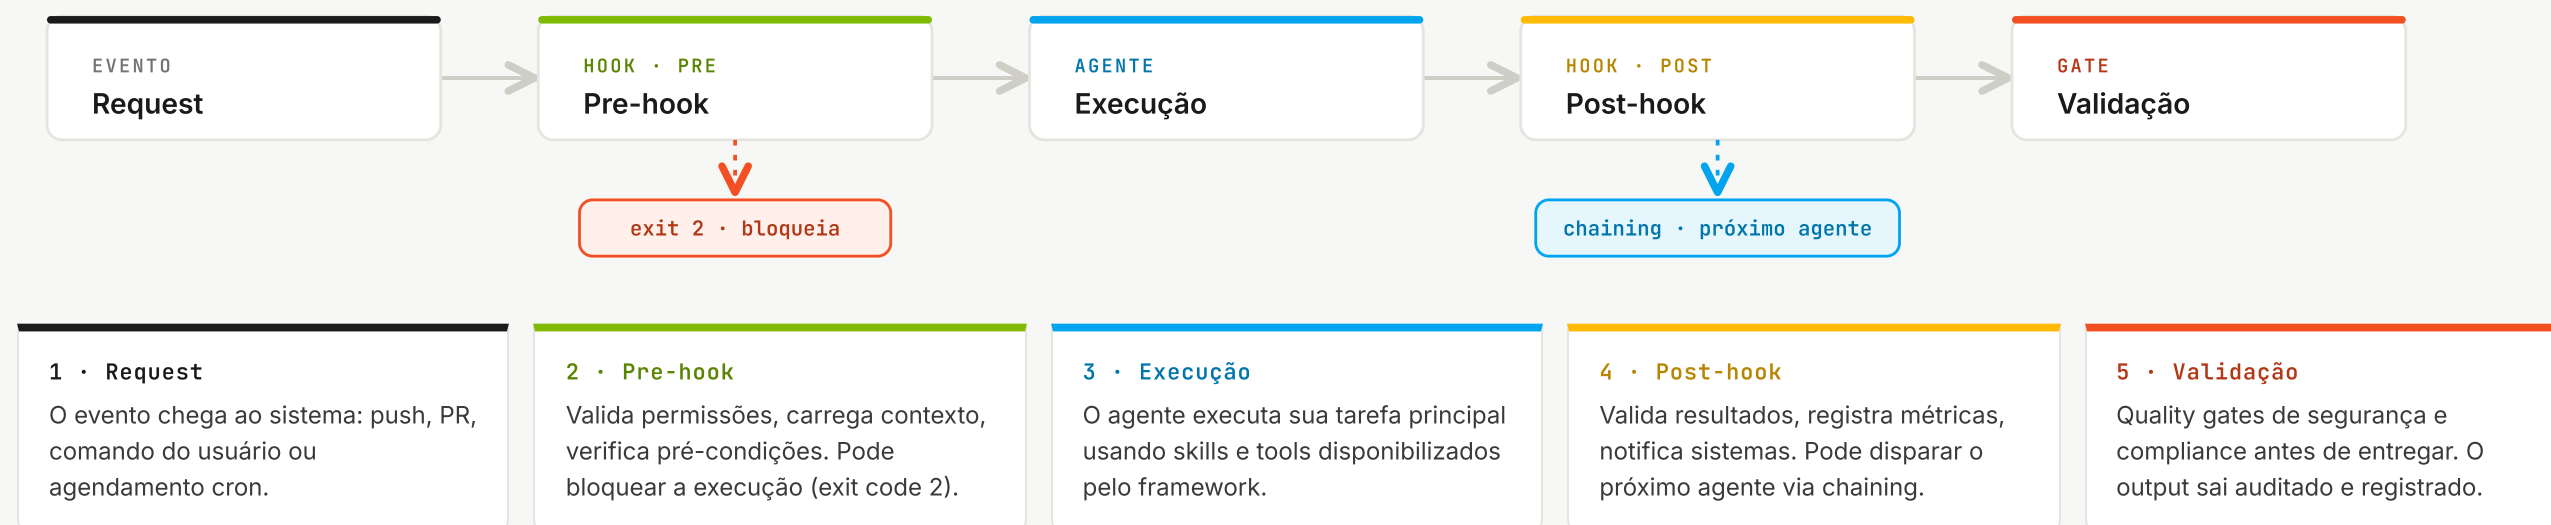 EVENTO
Request
HOOK · PRE
Pre-hook
AGENTE
Execução
HOOK · POST
Post-hook
GATE
Validação
exit 2 · bloqueia
chaining · próximo agente
1 · Request
O evento chega ao sistema: push, PR,
comando do usuário ou
agendamento cron.
2 · Pre-hook
Valida permissões, carrega contexto,
verifica pré-condições. Pode
bloquear a execução (exit code 2).
3 · Execução
O agente executa sua tarefa principal
usando skills e tools disponibilizados
pelo framework.
4 · Post-hook
Valida resultados, registra métricas,
notifica sistemas. Pode disparar o
próximo agente via chaining.
5 · Validação
Quality gates de segurança e
compliance antes de entregar. O
output sai auditado e registrado.